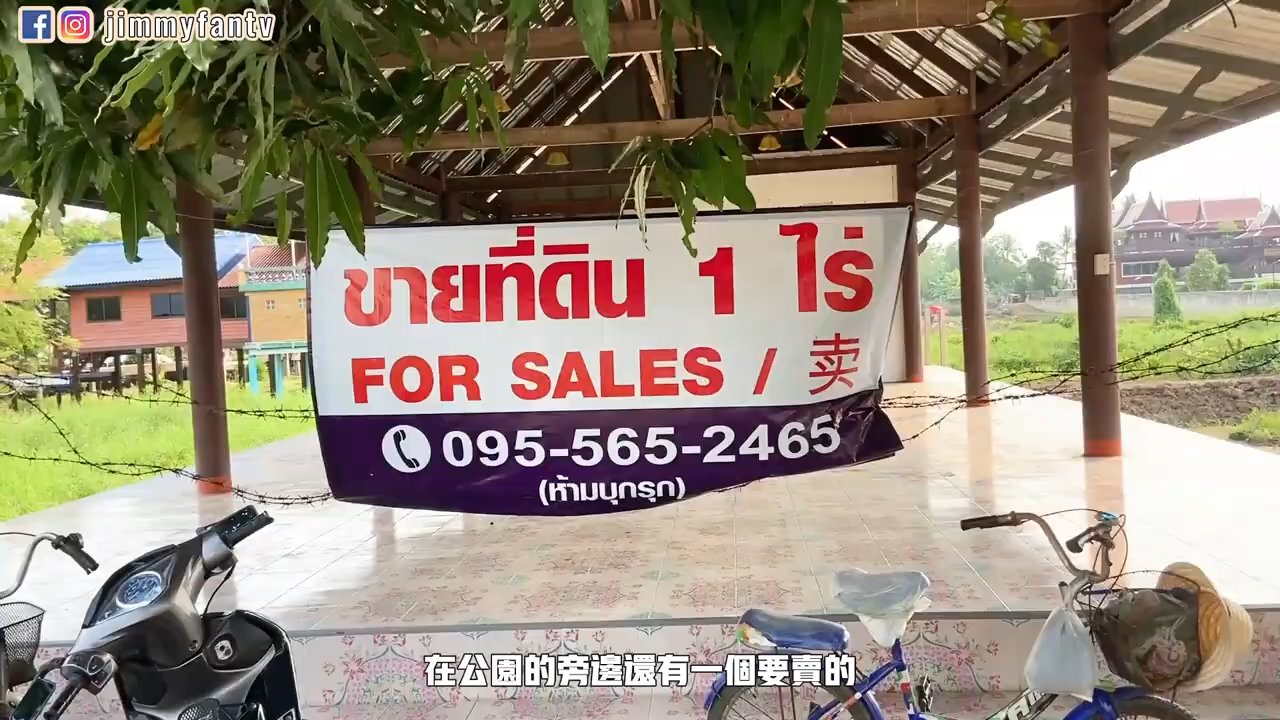 jimmyfantv
ขายที่ดิน 1 ไร่
FOR SALES / 卖
095-565-2465
(ห้ามบุกรุก)
在公園的旁邊還有一個要賣的